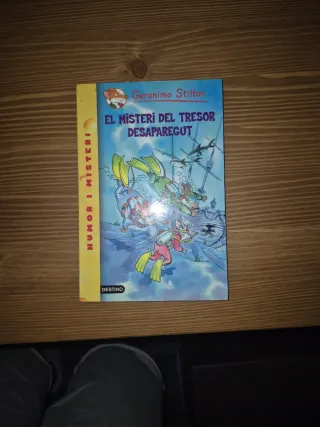 Geronimo Stilton
EL MISTERI DEL TRESOR
DESAPAREGUT
HUMOR I MISTERI
DESTINO